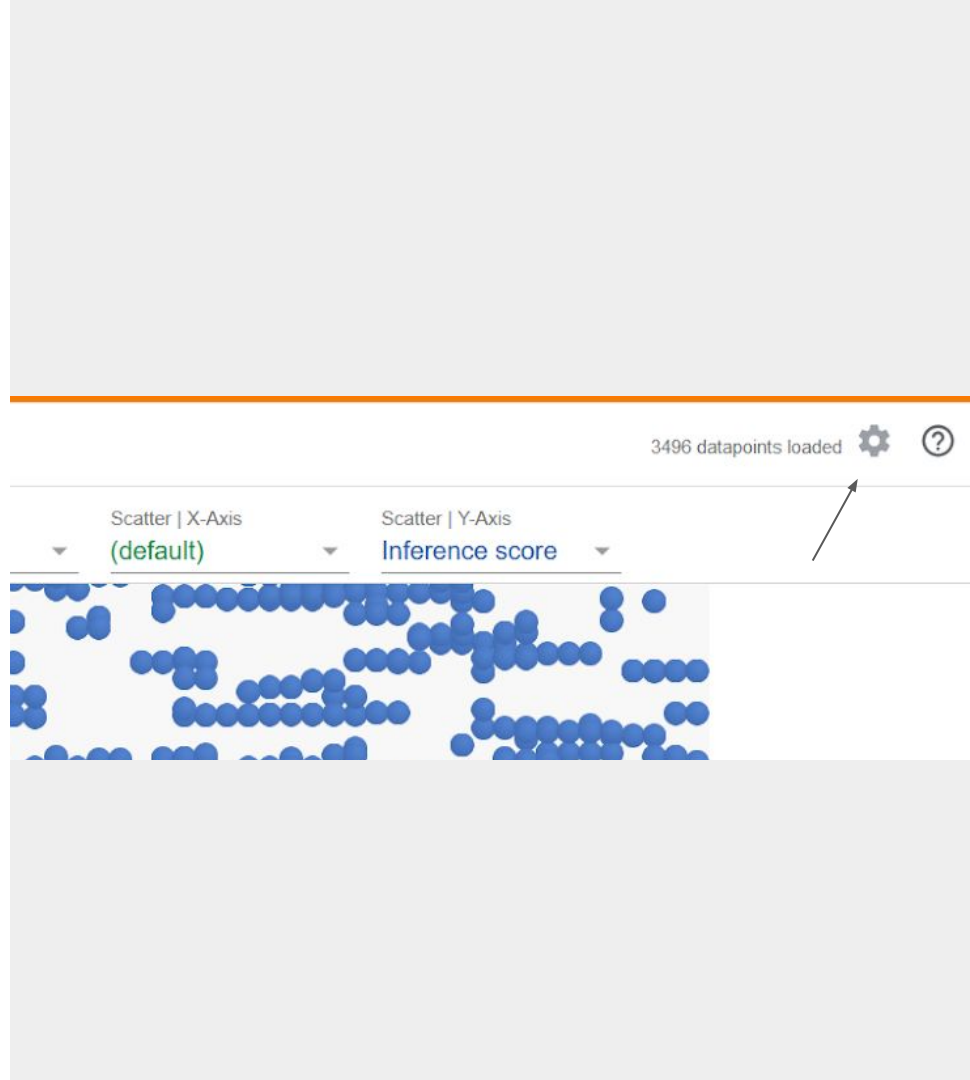 3496 datapoints loaded
Scatter | X-Axis
(default)
Scatter | Y-Axis
Inference score